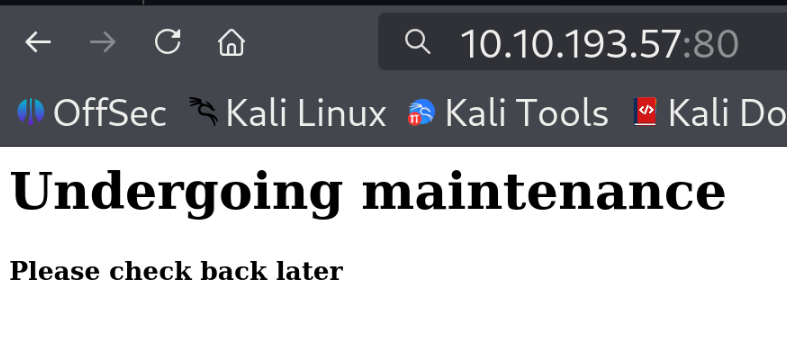 10.10.193.57:80
OffSec Kali Linux Kali Tools Kali Do
Undergoing maintenance
Please check back later